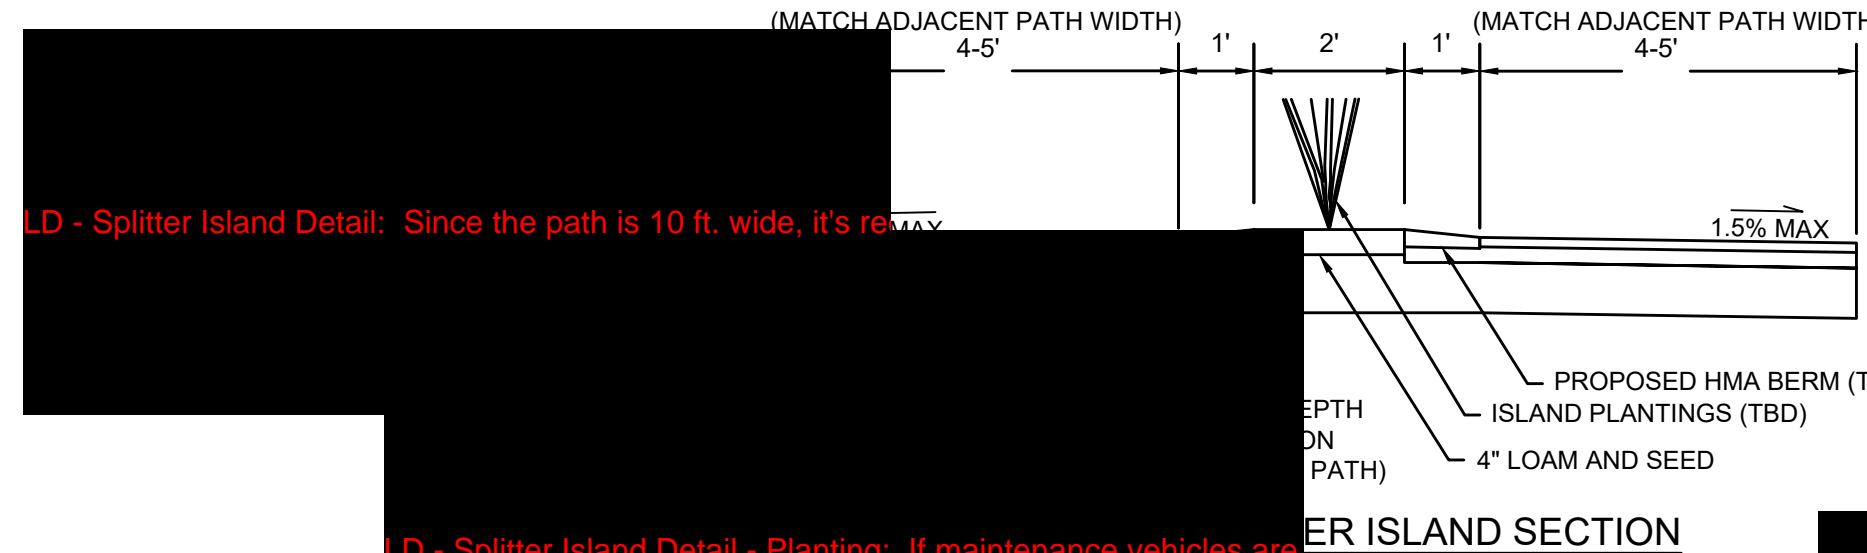 (MATCH ADJACENT PATH WIDTH) (MATCH ADJACENT PATH WIDTH
4-5' 1' 2' 1' 4-5'
LD - Splitter Island Detail: Since the path is 10 ft. wide, it's re
MAX 1.5% MAX
PROPOSED HMA BERM (T
EPTH ISLAND PLANTINGS (TBD)
ON
PATH) 4" LOAM AND SEED
ER ISLAND SECTION
LD - Splitter Island Detail - Planting: If maintenance vehicles are